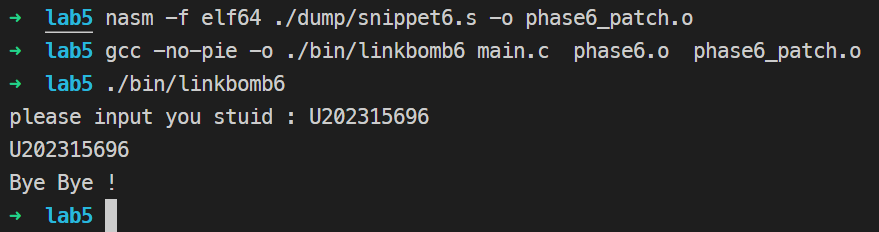 ➜ lab5 nasm -f elf64 ./dump/snippet6.s -o phase6_patch.o
➜ lab5 gcc -no-pie -o ./bin/linkbomb6 main.c  phase6.o  phase6_patch.o
➜ lab5 ./bin/linkbomb6
please input you stuid : U202315696
U202315696
Bye Bye !
➜ lab5